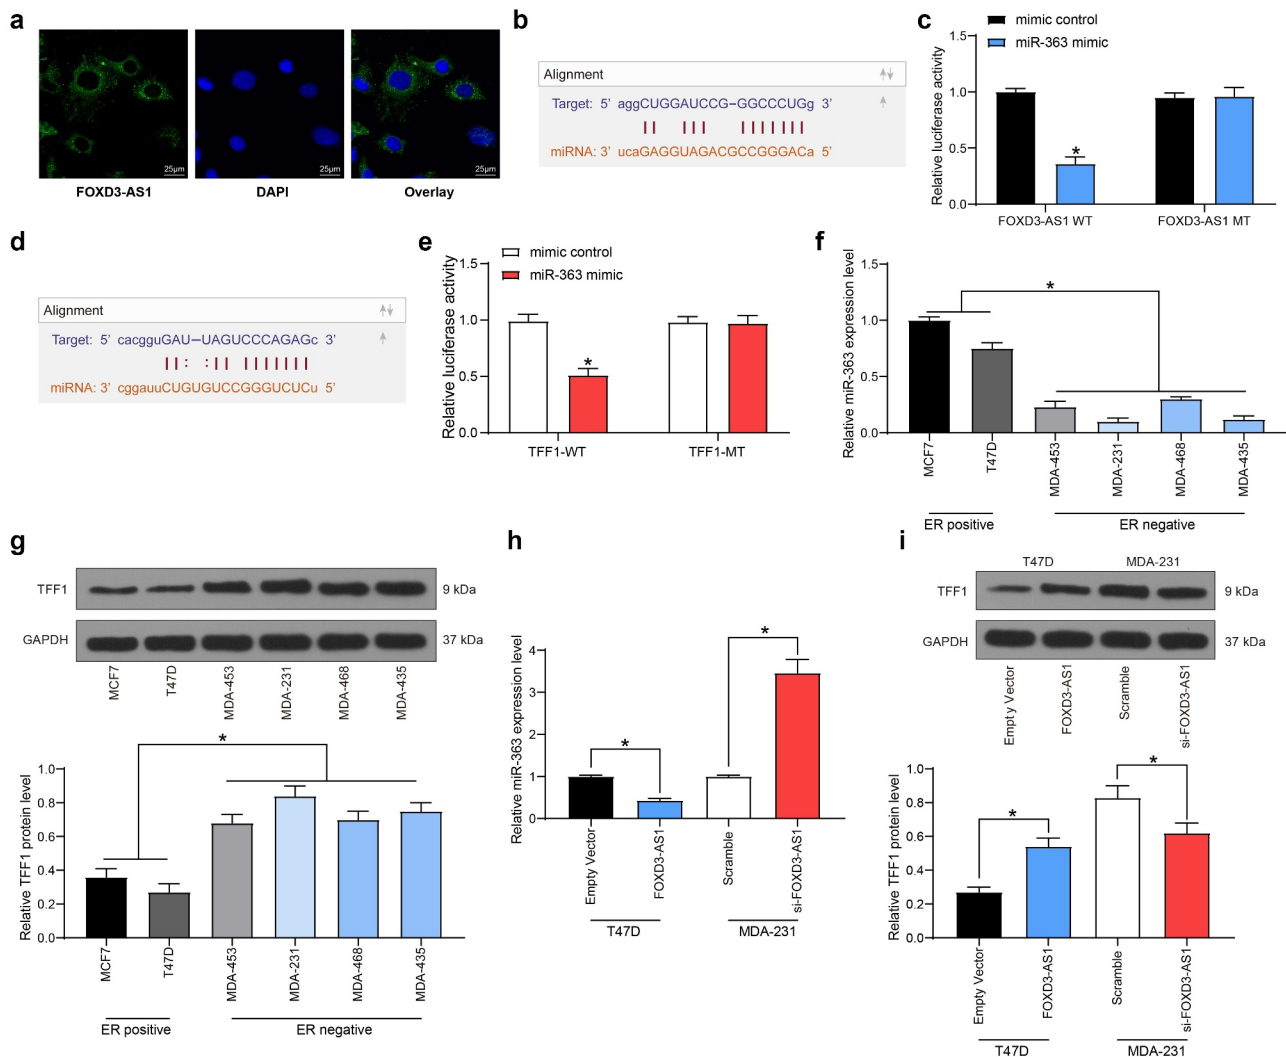 a
25μm
25μm
25μm
FOXD3-AS1
DAPI
Overlay
b
Alignment
Target: 5' aggCUGGAUCCG–GGCCCUGg 3'
miRNA: 3' ucaGAGGUAGACGCCGGGACa 5'
c
mimic control
miR-363 mimic
Relative luciferase activity
1.5
1.0
0.5
0.0
*
FOXD3-AS1 WT
FOXD3-AS1 MT
d
Alignment
Target: 5' cacgguGAU–UAGUCCCAGAGc 3'
miRNA: 3' cggauuCUGUGUCCGGGUCUCu 5'
e
mimic control
miR-363 mimic
Relative luciferase activity
1.5
1.0
0.5
0.0
*
TFF1-WT
TFF1-MT
f
Relative miR-363 expression level
1.5
1.0
0.5
0.0
*
MCF7
T47D
MDA-453
MDA-231
MDA-468
MDA-435
ER positive
ER negative
g
TFF1
9 kDa
GAPDH
37 kDa
MCF7
T47D
MDA-453
MDA-231
MDA-468
MDA-435
Relative TFF1 protein level
1.0
0.8
0.6
0.4
0.2
0.0
*
MCF7
T47D
MDA-453
MDA-231
MDA-468
MDA-435
ER positive
ER negative
h
Relative miR-363 expression level
4
3
2
1
0
*
*
Empty Vector
FOXD3-AS1
Scramble
si-FOXD3-AS1
T47D
MDA-231
i
T47D
MDA-231
TFF1
9 kDa
GAPDH
37 kDa
Empty Vector
FOXD3-AS1
Scramble
si-FOXD3-AS1
Relative TFF1 protein level
1.0
0.8
0.6
0.4
0.2
0.0
*
*
Empty Vector
FOXD3-AS1
Scramble
si-FOXD3-AS1
T47D
MDA-231